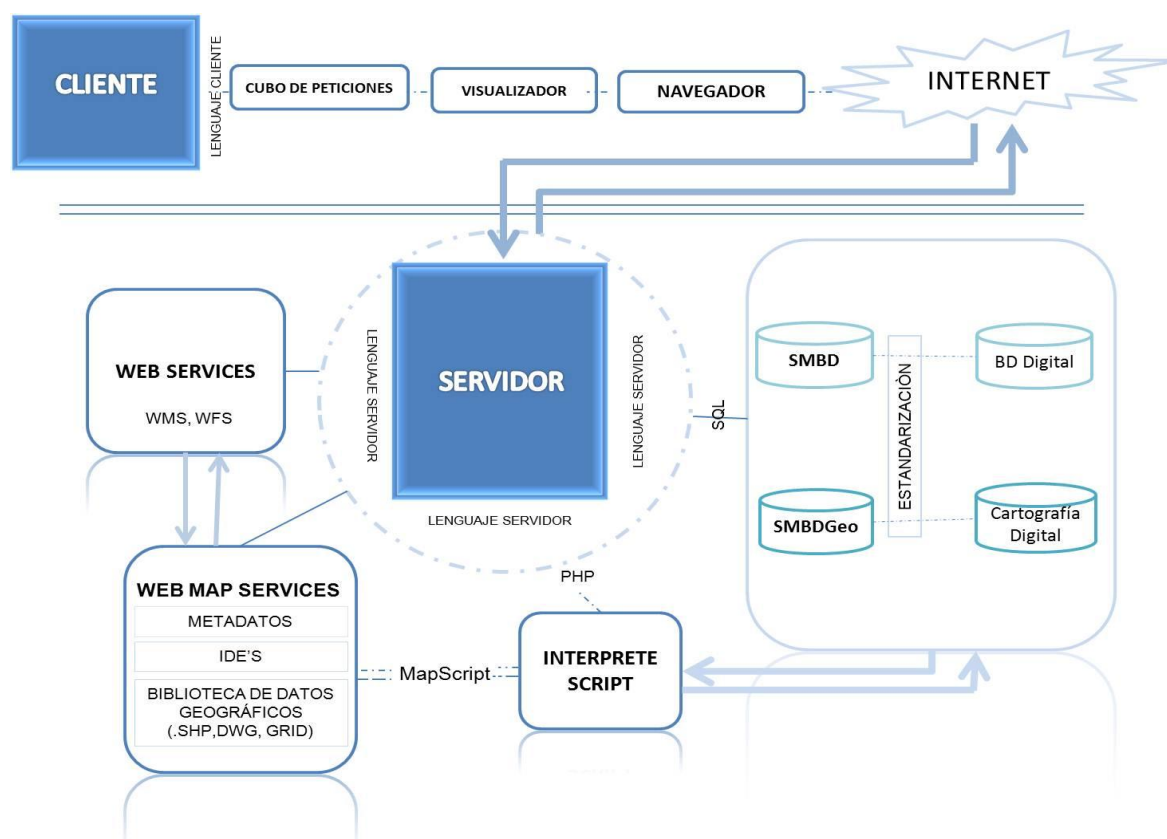 CLIENTE
LENGUAJE CLIENTE
CUBO DE PETICIONES
VISUALIZADOR
NAVEGADOR
INTERNET
WEB SERVICES
WMS, WFS
LENGUAJE SERVIDOR
SERVIDOR
LENGUAJE SERVIDOR
LENGUAJE SERVIDOR
SQL
SMBD
ESTANDARIZACIÓN
BD Digital
SMBDGeo
Cartografía
Digital
WEB MAP SERVICES
METADATOS
IDE'S
BIBLIOTECA DE DATOS
GEOGRÁFICOS
(.SHP,DWG, GRID)
MapScript
PHP
INTERPRETE
SCRIPT